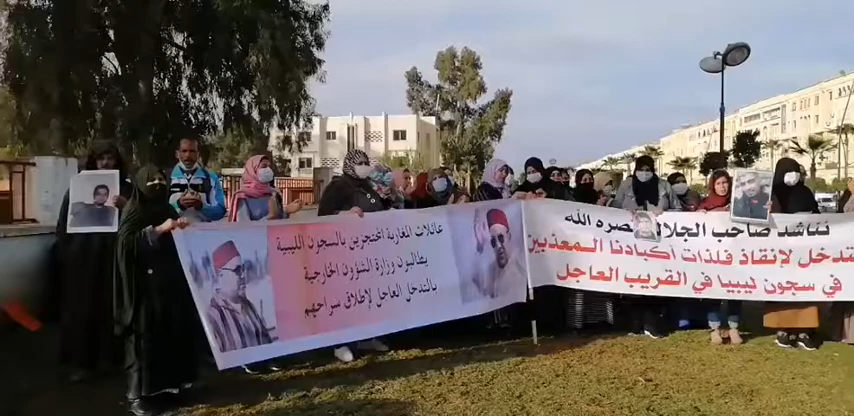 عائلات المغاربة المحتجزين بالسجون الليبية
يطالبون وزارة الشؤون الخارجية
بالتدخل العاجل لإطلاق سراحهم
نناشد صاحب الجلالة نصره الله
التدخل لإنقاذ فلذات اكبادنا المعذبين
في سجون ليبيا في القريب العاجل